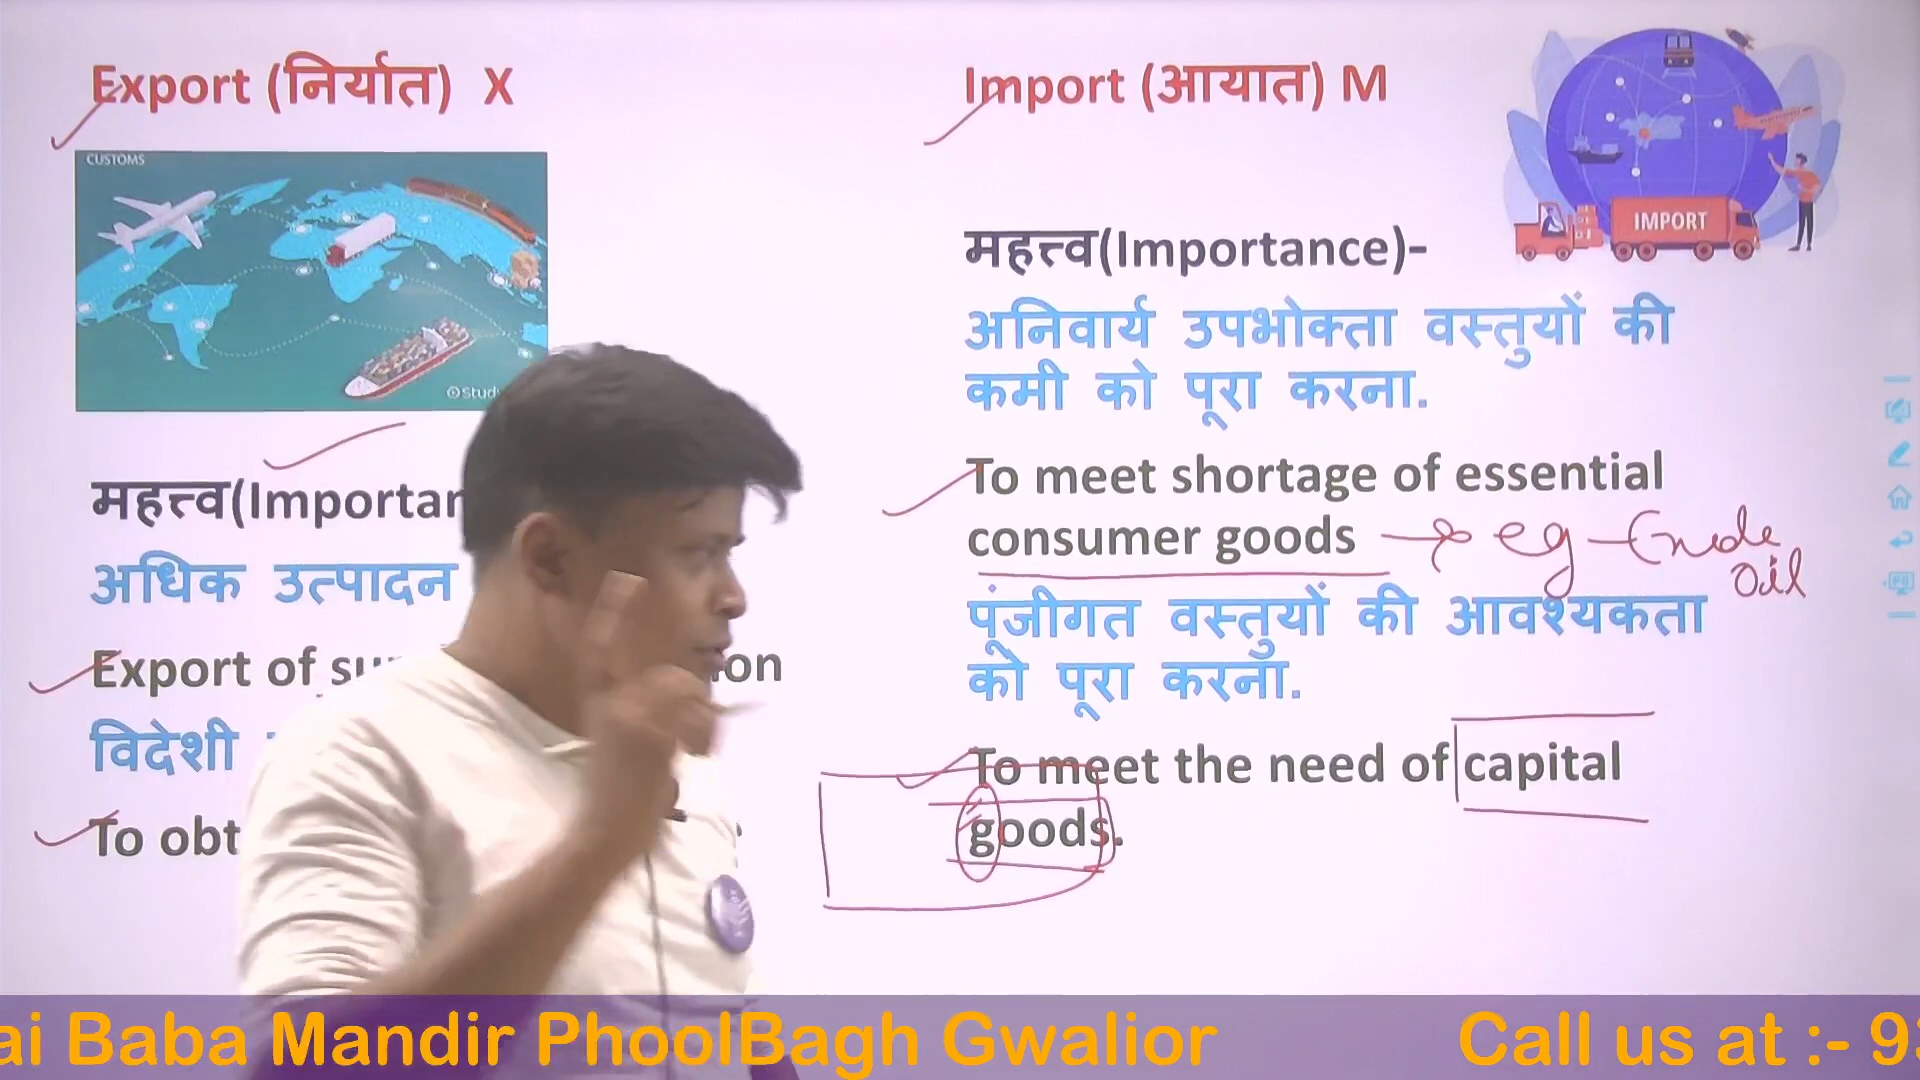 Export (निर्यात) X
CUSTOMS
महत्त्व(Importan
अधिक उत्पादन
Export of su on
विदेशी
To obt
Import (आयात) M
IMPORT
महत्त्व(Importance)-
अनिवार्य उपभोक्ता वस्तुयों की
कमी को पूरा करना.
To meet shortage of essential
consumer goods → eg - Crude
Oil
पूंजीगत वस्तुयों की आवश्यकता
को पूरा करना.
To meet the need of capital
goods.
ai Baba Mandir PhoolBagh Gwalior Call us at :- 9